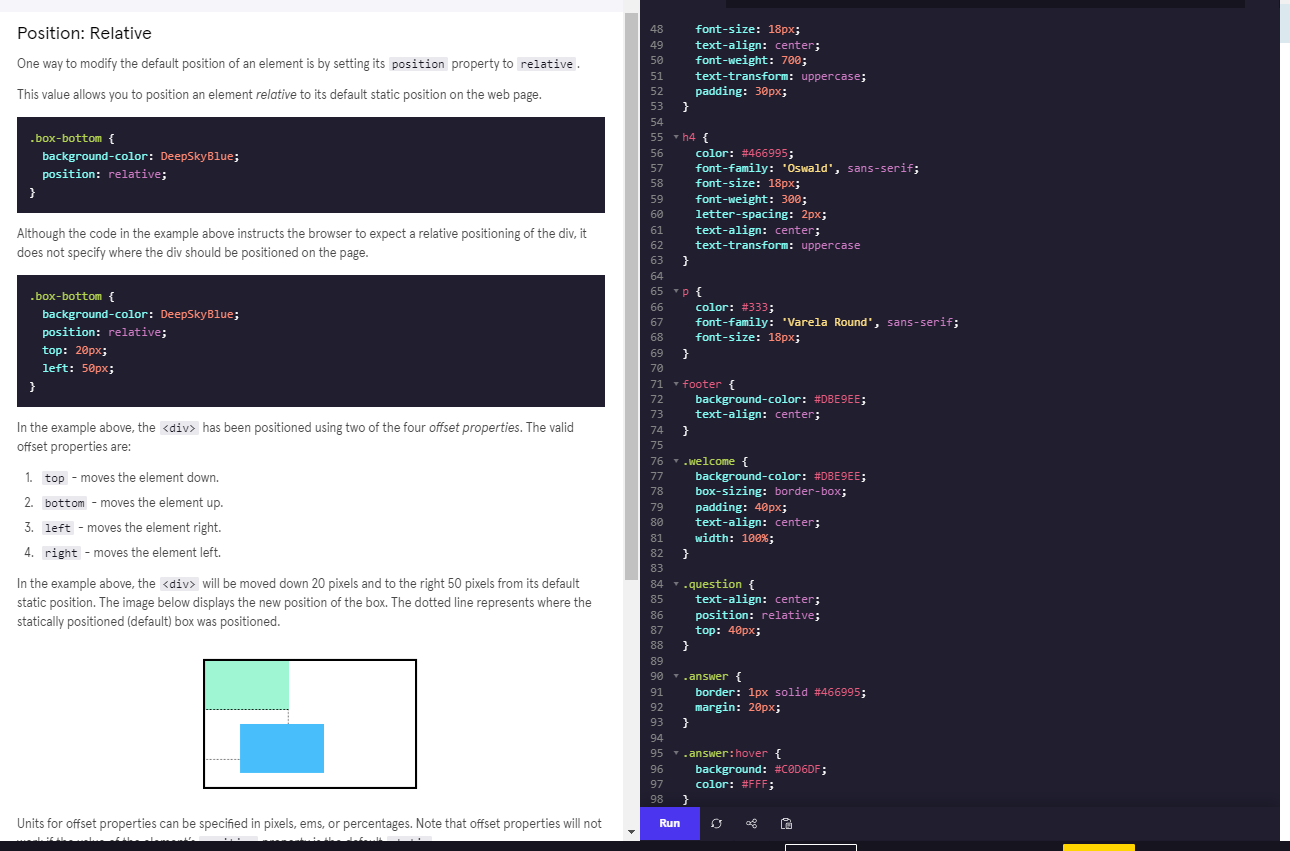 Position: Relative
One way to modify the default position of an element is by setting its position property to relative.
This value allows you to position an element relative to its default static position on the web page.
.box-bottom {
background-color: DeepSkyBlue;
position: relative;
}
Although the code in the example above instructs the browser to expect a relative positioning of the div, it
does not specify where the div should be positioned on the page.
.box-bottom {
background-color: DeepSkyBlue;
position: relative;
top: 20px;
left: 50px;
}
In the example above, the <div> has been positioned using two of the four offset properties. The valid
offset properties are:
1. top - moves the element down.
2. bottom - moves the element up.
3. left - moves the element right.
4. right - moves the element left.
In the example above, the <div> will be moved down 20 pixels and to the right 50 pixels from its default
static position. The image below displays the new position of the box. The dotted line represents where the
statically positioned (default) box was positioned.
Units for offset properties can be specified in pixels, ems, or percentages. Note that offset properties will not
48 font-size: 18px;
49 text-align: center;
50 font-weight: 700;
51 text-transform: uppercase;
52 padding: 30px;
53 }
54
55 h4 {
56 color: #466995;
57 font-family: 'Oswald', sans-serif;
58 font-size: 18px;
59 font-weight: 300;
60 letter-spacing: 2px;
61 text-align: center;
62 text-transform: uppercase
63 }
64
65 p {
66 color: #333;
67 font-family: 'Varela Round', sans-serif;
68 font-size: 18px;
69 }
70
71 footer {
72 background-color: #DBE9EE;
73 text-align: center;
74 }
75
76 .welcome {
77 background-color: #DBE9EE;
78 box-sizing: border-box;
79 padding: 40px;
80 text-align: center;
81 width: 100%;
82 }
83
84 .question {
85 text-align: center;
86 position: relative;
87 top: 40px;
88 }
89
90 .answer {
91 border: 1px solid #466995;
92 margin: 20px;
93 }
94
95 .answer:hover {
96 background: #C0D6DF;
97 color: #FFF;
98 }
Run